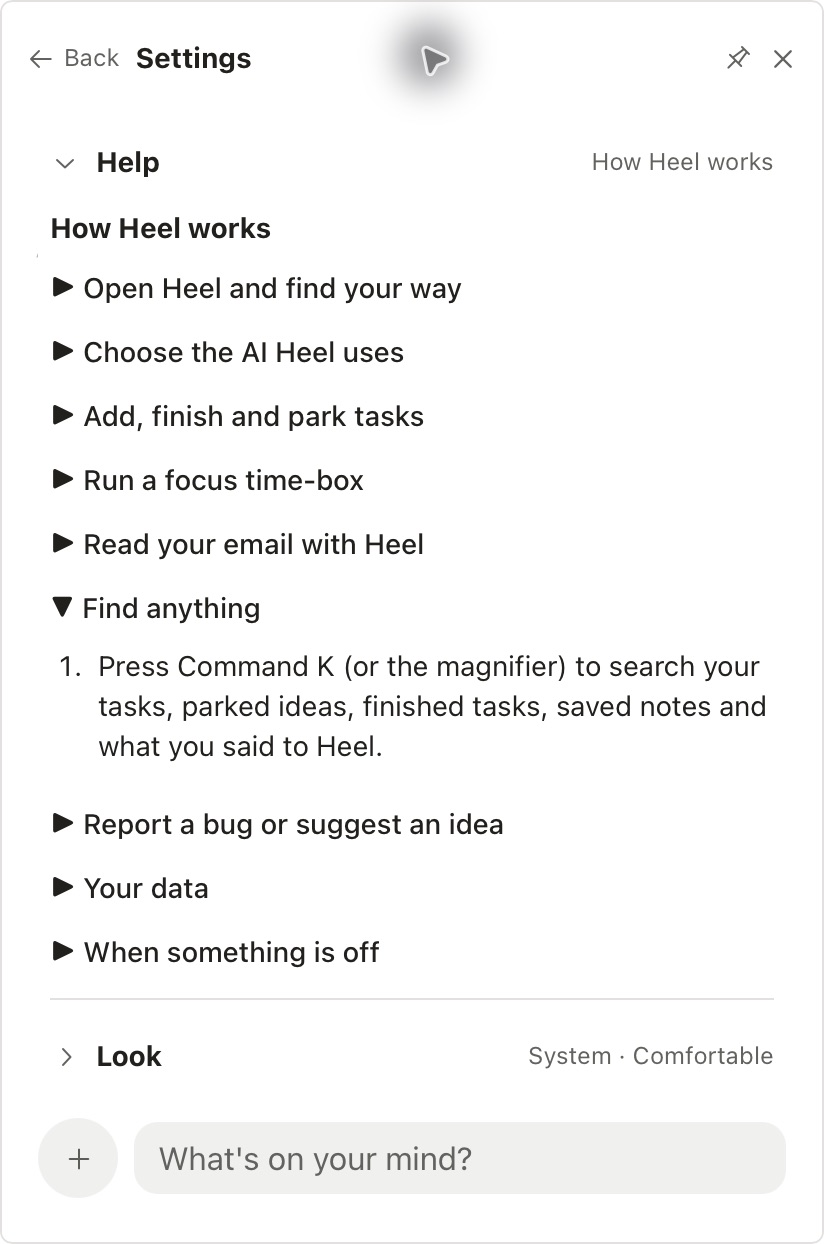 Back Settings
Help How Heel works
How Heel works
Open Heel and find your way
Choose the AI Heel uses
Add, finish and park tasks
Run a focus time-box
Read your email with Heel
Find anything
1. Press Command K (or the magnifier) to search your
tasks, parked ideas, finished tasks, saved notes and
what you said to Heel.
Report a bug or suggest an idea
Your data
When something is off
Look System · Comfortable
What's on your mind?